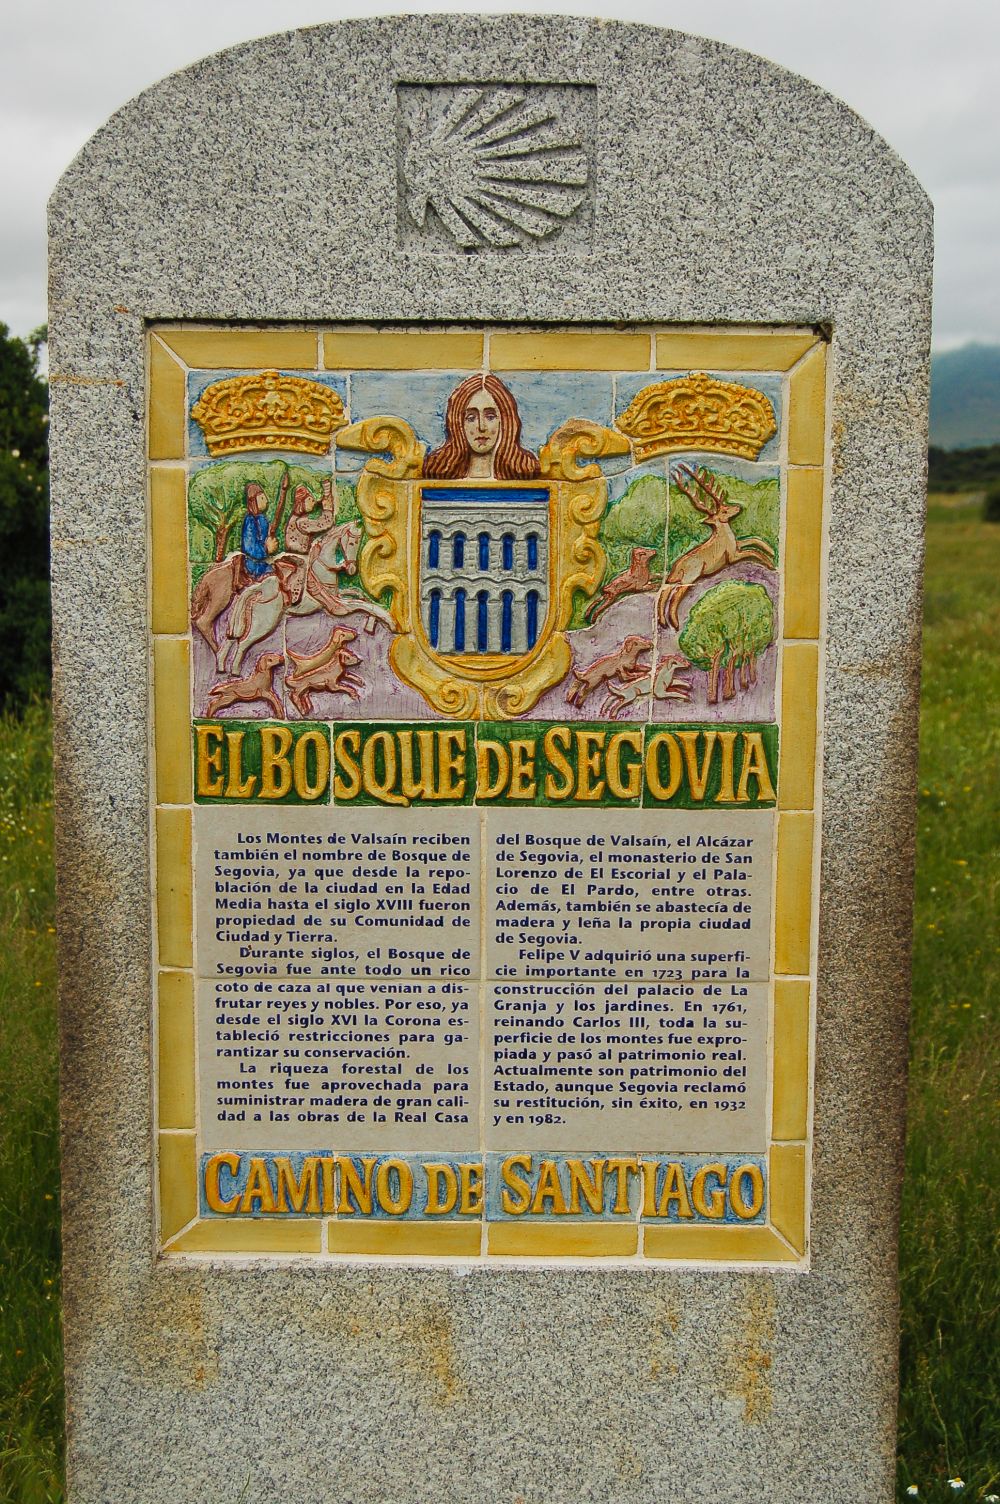 EL BOSQUE DE SEGOVIA
Los Montes de Valsaín reciben
también el nombre de Bosque de
Segovia, ya que desde la repo-
blación de la ciudad en la Edad
Media hasta el siglo XVIII fueron
propiedad de su Comunidad de
Ciudad y Tierra.
Durante siglos, el Bosque de
Segovia fue ante todo un rico
coto de caza al que venían a dis-
frutar reyes y nobles. Por eso, ya
desde el siglo XVI la Corona es-
tableció restricciones para ga-
rantizar su conservación.
La riqueza forestal de los
montes fue aprovechada para
suministrar madera de gran cali-
dad a las obras de la Real Casa
del Bosque de Valsaín, el Alcázar
de Segovia, el monasterio de San
Lorenzo de El Escorial y el Pala-
cio de El Pardo, entre otras.
Además, también se abastecía de
madera y leña la propia ciudad
de Segovia.
Felipe V adquirió una superfi-
cie importante en 1723 para la
construcción del palacio de La
Granja y los jardines. En 1761,
reinando Carlos III, toda la su-
perficie de los montes fue expro-
piada y pasó al patrimonio real.
Actualmente son patrimonio del
Estado, aunque Segovia reclamó
su restitución, sin éxito, en 1932
y en 1982.
CAMINO DE SANTIAGO